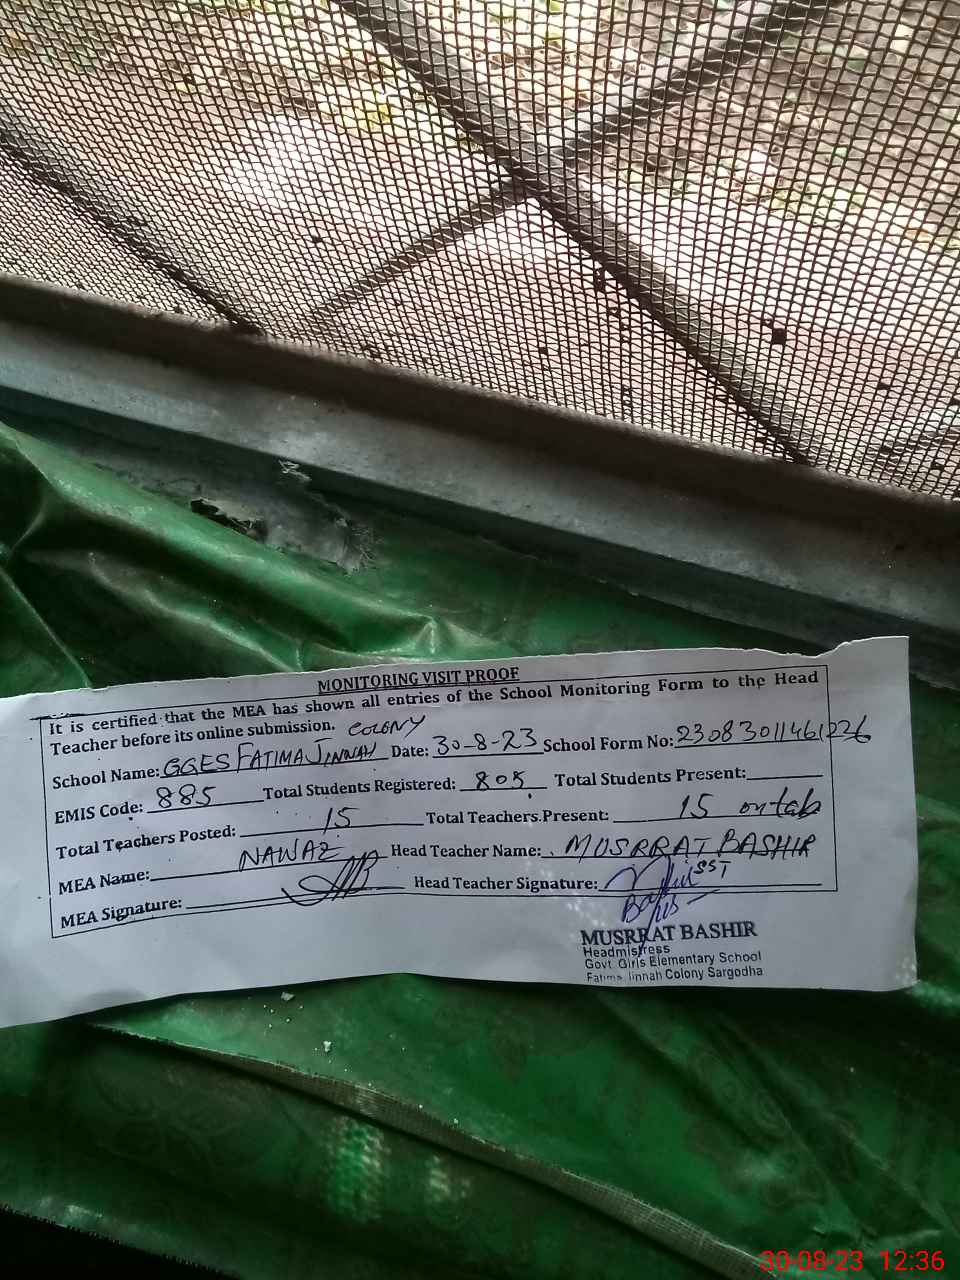 MONITORING VISIT PROOF
It is certified that the MEA has shown all entries of the School Monitoring Form to the Head
Teacher before its online submission.
COLONY
School Name: GGES FATIMA JINNAH Date: 30-8-23 School Form No: 23083011461226
EMIS Code: 885 Total Students Registered: 805 Total Students Present:
Total Teachers Posted: 15 Total Teachers Present: 15 on tab
MEA Name: NAWAZ Head Teacher Name: MUSRRAT BASHIR
SST
MEA Signature: Head Teacher Signature:
MUSRRAT BASHIR
Headmistress
Govt. Girls Elementary School
Fatima Jinnah Colony Sargodha
30-08-23 12:36